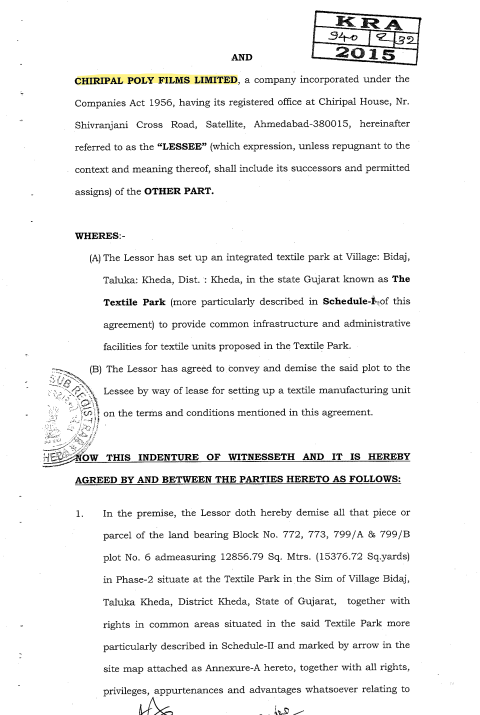 KRA
940 2 32
2015
AND
CHIRIPAL POLY FILMS LIMITED, a company incorporated under the
Companies Act 1956, having its registered office at Chiripal House, Nr.
Shivranjani Cross Road, Satellite, Ahmedabad-380015, hereinafter
referred to as the "LESSEE" (which expression, unless repugnant to the
context and meaning thereof, shall include its successors and permitted
assigns) of the OTHER PART.
WHERES:-
(A) The Lessor has set up an integrated textile park at Village: Bidaj,
Taluka: Kheda, Dist. : Kheda, in the state Gujarat known as The
Textile Park (more particularly described in Schedule-I of this
agreement) to provide common infrastructure and administrative
facilities for textile units proposed in the Textile Park.
(B) The Lessor has agreed to convey and demise the said plot to the
Lessee by way of lease for setting up a textile manufacturing unit
on the terms and conditions mentioned in this agreement.
SUB REGISTRAR
KHEDA
NOW THIS INDENTURE OF WITNESSETH AND IT IS HEREBY
AGREED BY AND BETWEEN THE PARTIES HERETO AS FOLLOWS:
1. In the premise, the Lessor doth hereby demise all that piece or
parcel of the land bearing Block No. 772, 773, 799/A & 799/B
plot No. 6 admeasuring 12856.79 Sq. Mtrs. (15376.72 Sq.yards)
in Phase-2 situate at the Textile Park in the Sim of Village Bidaj,
Taluka Kheda, District Kheda, State of Gujarat, together with
rights in common areas situated in the said Textile Park more
particularly described in Schedule-II and marked by arrow in the
site map attached as Annexure-A hereto, together with all rights,
privileges, appurtenances and advantages whatsoever relating to